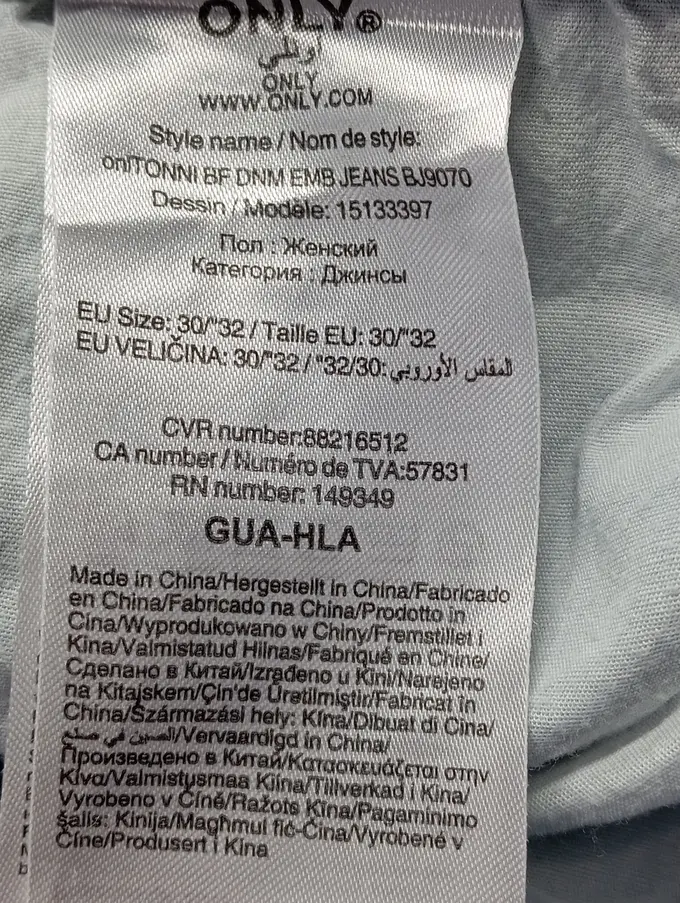 ONLY®
أونلي
ONLY
WWW.ONLY.COM
Style name / Nom de style:
onlTONNI BF DNM EMB JEANS BJ9070
Dessin / Modèle: 15133397
Пол : Женский
Категория : Джинсы
EU Size: 30/"32 / Taille EU: 30/"32
EU VELIČINA: 30/"32 / "32/30:المقاس الأوروبي
CVR number:88216512
CA number / Numéro de TVA:57831
RN number: 149349
GUA-HLA
Made in China/Hergestellt in China/Fabricado
en China/Fabricado na China/Prodotto in
Cina/Wyprodukowano w Chiny/Fremstillet i
Kina/Valmistatud Hiinas/Fabriqué en Chine/
Сделано в Китай/Izrađeno u Kini/Narejeno
na Kitajskem/Çin'de Üretilmiştir/Fabricat in
China/Származási hely: Kína/Dibuat di Cina/
الصين في صنع/Vervaardigd in China/
Произведено в Китай/Κατασκευάζεται στην
Κίνα/Valmistusmaa Kiina/Tillverkad i Kina/
Vyrobeno v Číně/Ražots Ķīna/Pagaminimo
šalis: Kinija/Magħmul fiċ-Ċina/Vyrobené v
Číne/Produsert i Kina